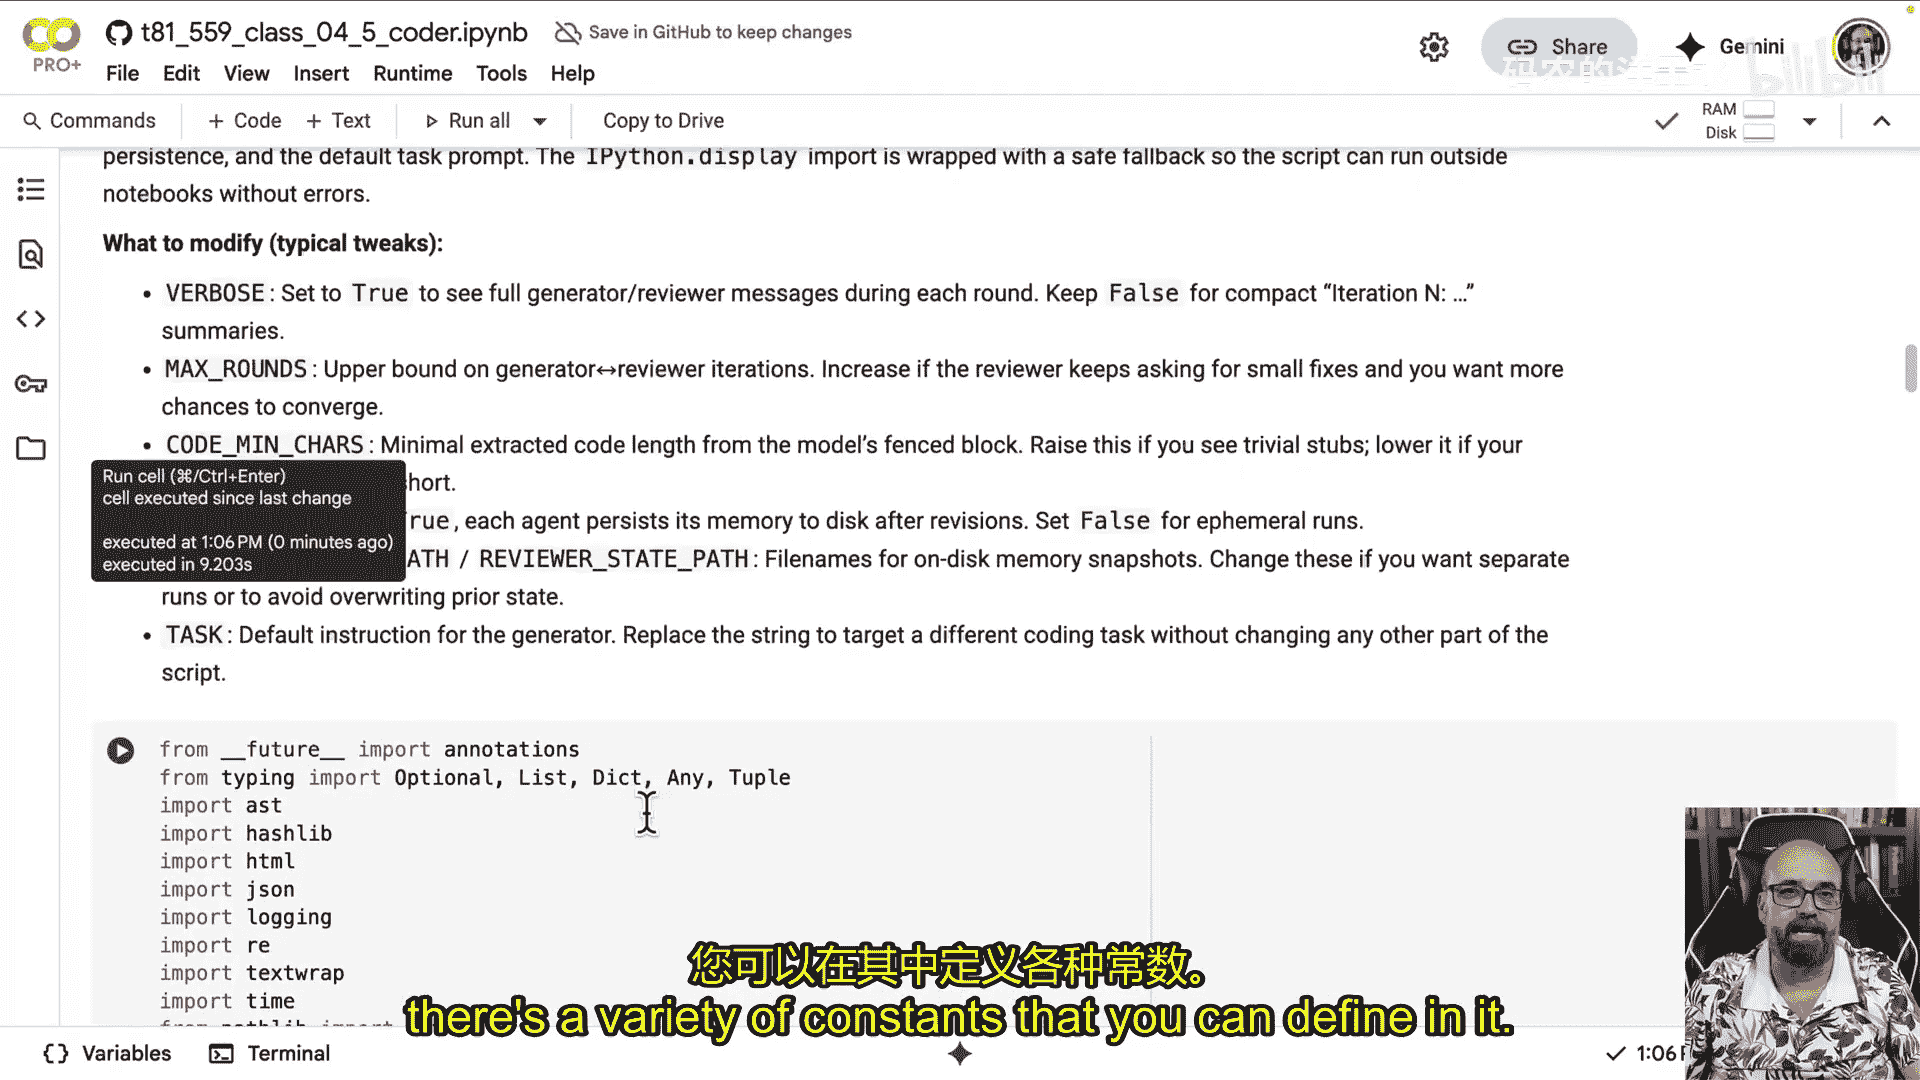 t81_559_class_04_5_coder.ipynb
Save in GitHub to keep changes
Share
Gemini
PRO+
File Edit View Insert Runtime Tools Help
Commands
+ Code + Text
Run all
Copy to Drive
RAM
Disk
persistence, and the default task prompt. The IPython.display import is wrapped with a safe fallback so the script can run outside
notebooks without errors.
What to modify (typical tweaks):
• VERBOSE: Set to True to see full generator/reviewer messages during each round. Keep False for compact “Iteration N: …”
summaries.
• MAX_ROUNDS: Upper bound on generator↔reviewer iterations. Increase if the reviewer keeps asking for small fixes and you want more
chances to converge.
• CODE_MIN_CHARS: Minimal extracted code length from the model’s fenced block. Raise this if you see trivial stubs; lower it if your
hort.
rue, each agent persists its memory to disk after revisions. Set False for ephemeral runs.
ATH / REVIEWER_STATE_PATH: Filenames for on-disk memory snapshots. Change these if you want separate
runs or to avoid overwriting prior state.
• TASK: Default instruction for the generator. Replace the string to target a different coding task without changing any other part of the
script.
Run cell (⌘/Ctrl+Enter)
cell executed since last change
executed at 1:06 PM (0 minutes ago)
executed in 9.203s
from __future__ import annotations
from typing import Optional, List, Dict, Any, Tuple
import ast
import hashlib
import html
import json
import logging
import re
import textwrap
import time
from pathlib import
您可以在其中定义各种常数。
there's a variety of constants that you can define in it.
Variables
Terminal
1:06